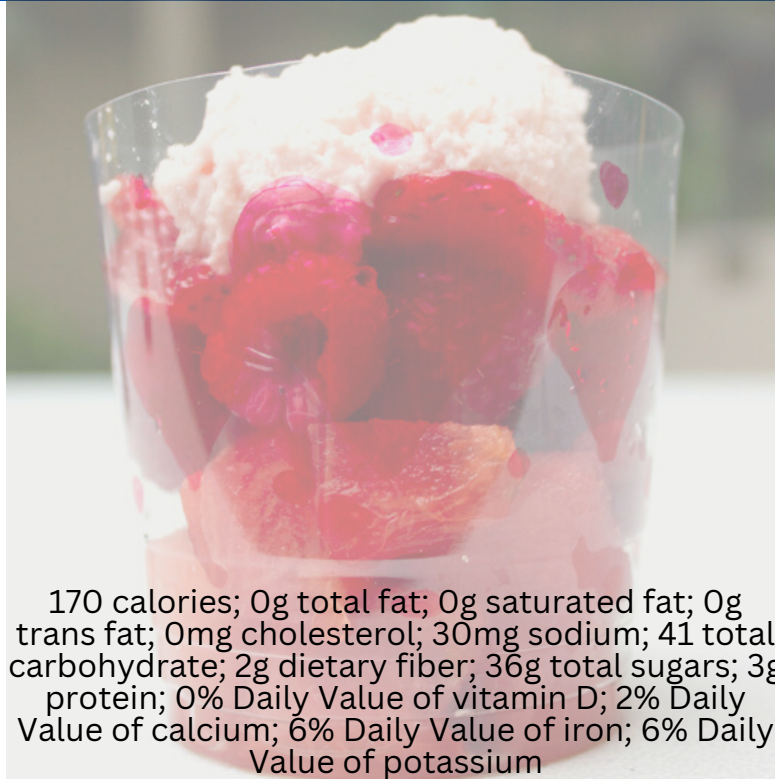 170 calories; 0g total fat; 0g saturated fat; 0g
trans fat; 0mg cholesterol; 30mg sodium; 41 total
carbohydrate; 2g dietary fiber; 36g total sugars; 3g
protein; 0% Daily Value of vitamin D; 2% Daily
Value of calcium; 6% Daily Value of iron; 6% Daily
Value of potassium